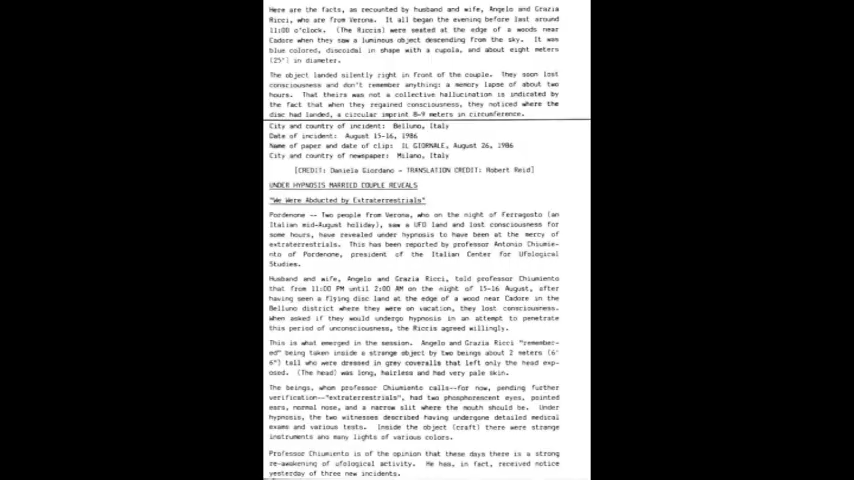 Here are the facts, as recounted by husband and wife, Angelo and Grazia
Ricci, who are from Verona. It all began the evening before last around
11:00 o'clock. (The Riccis) were seated at the edge of a woods near
Cadore when they saw a luminous object descending from the sky. It was
blue colored, discoidal in shape with a cupola, and about eight meters
(25') in diameter.
The object landed silently right in front of the couple. They soon lost
consciousness and don't remember anything: a memory lapse of about two
hours. That theirs was not a collective hallucination is indicated by
the fact that when they regained consciousness, they noticed where the
disc had landed, a circular imprint 8-9 meters in circumference.
City and country of incident: Belluno, Italy
Date of incident: August 15-16, 1986
Name of paper and date of clip: IL GIORNALE, August 26, 1986
City and country of newspaper: Milano, Italy
[CREDIT: Daniela Giordano - TRANSLATION CREDIT: Robert Reid]
UNDER HYPNOSIS MARRIED COUPLE REVEALS
"We Were Abducted by Extraterrestrials"
Pordenone -- Two people from Verona, who on the night of Ferragosto (an
Italian mid-August holiday), saw a UFO land and lost consciousness for
some hours, have revealed under hypnosis to have been at the mercy of
extraterrestrials. This has been reported by professor Antonio Chiumie-
nto of Pordenone, president of the Italian Center for Ufological
Studies.
Husband and wife, Angelo and Grazia Ricci, told professor Chiumiento
that from 11:00 PM until 2:00 AM on the night of 15-16 August, after
having seen a flying disc land at the edge of a wood near Cadore in the
Belluno district where they were on vacation, they lost consciousness.
When asked if they would undergo hypnosis in an attempt to penetrate
this period of unconsciousness, the Riccis agreed willingly.
This is what emerged in the session. Angelo and Grazia Ricci "remember-
ed" being taken inside a strange object by two beings about 2 meters (6'
6") tall who were dressed in grey coveralls that left only the head exp-
osed. (The head) was long, hairless and had very pale skin.
The beings, whom professor Chiumiento calls--for now, pending further
verification--"extraterrestrials", had two phosphorescent eyes, pointed
ears, normal nose, and a narrow slit where the mouth should be. Under
hypnosis, the two witnesses described having undergone detailed medical
exams and various tests. Inside the object (craft) there were strange
instruments and many lights of various colors.
Professor Chiumiento is of the opinion that these days there is a strong
re-awakening of ufological activity. He has, in fact, received notice
yesterday of three new incidents.